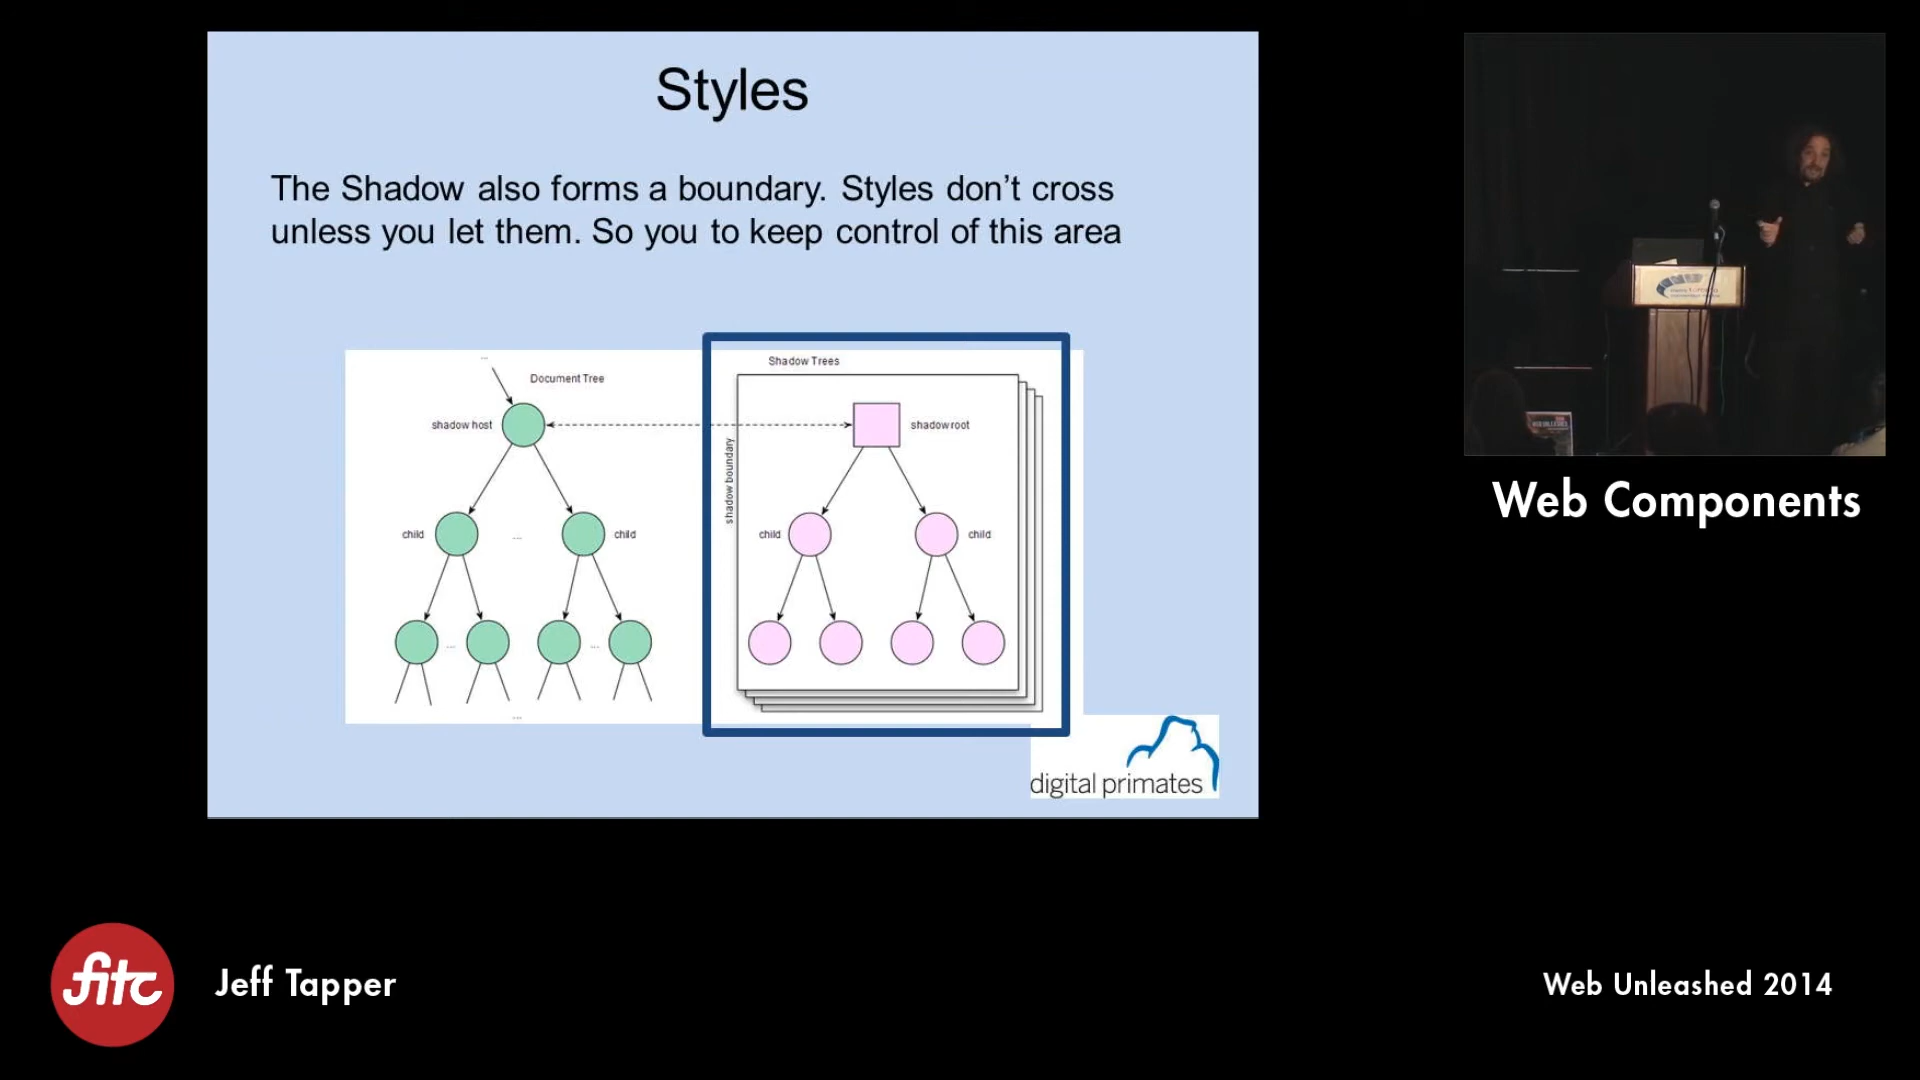 Styles
The Shadow also forms a boundary. Styles don't cross
unless you let them. So you to keep control of this area
...
Document Tree
shadow host
child
...
child
...
...
...
Shadow Trees
shadow boundary
shadow root
child
child
digital primates
Web Components
fitc
Jeff Tapper
Web Unleashed 2014